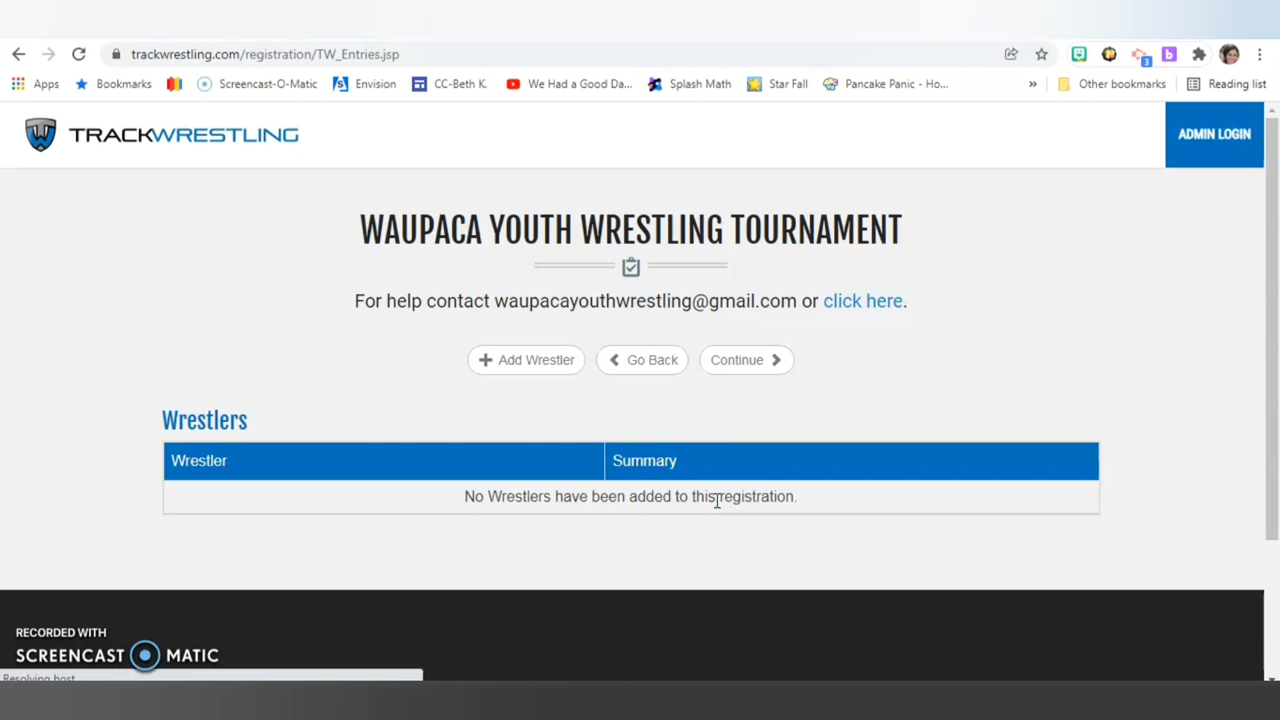 trackwrestling.com/registration/TW_Entries.jsp
3
Apps Bookmarks Screencast-O-Matic Envision CC-Beth K. We Had a Good Da... Splash Math Star Fall Pancake Panic - Ho... » Other bookmarks Reading list
TRACKWRESTLING
ADMIN LOGIN
WAUPACA YOUTH WRESTLING TOURNAMENT
For help contact waupacayouthwrestling@gmail.com or click here.
Add Wrestler Go Back Continue
Wrestlers
Wrestler Summary
No Wrestlers have been added to this registration.
RECORDED WITH
SCREENCAST MATIC
Resolving host